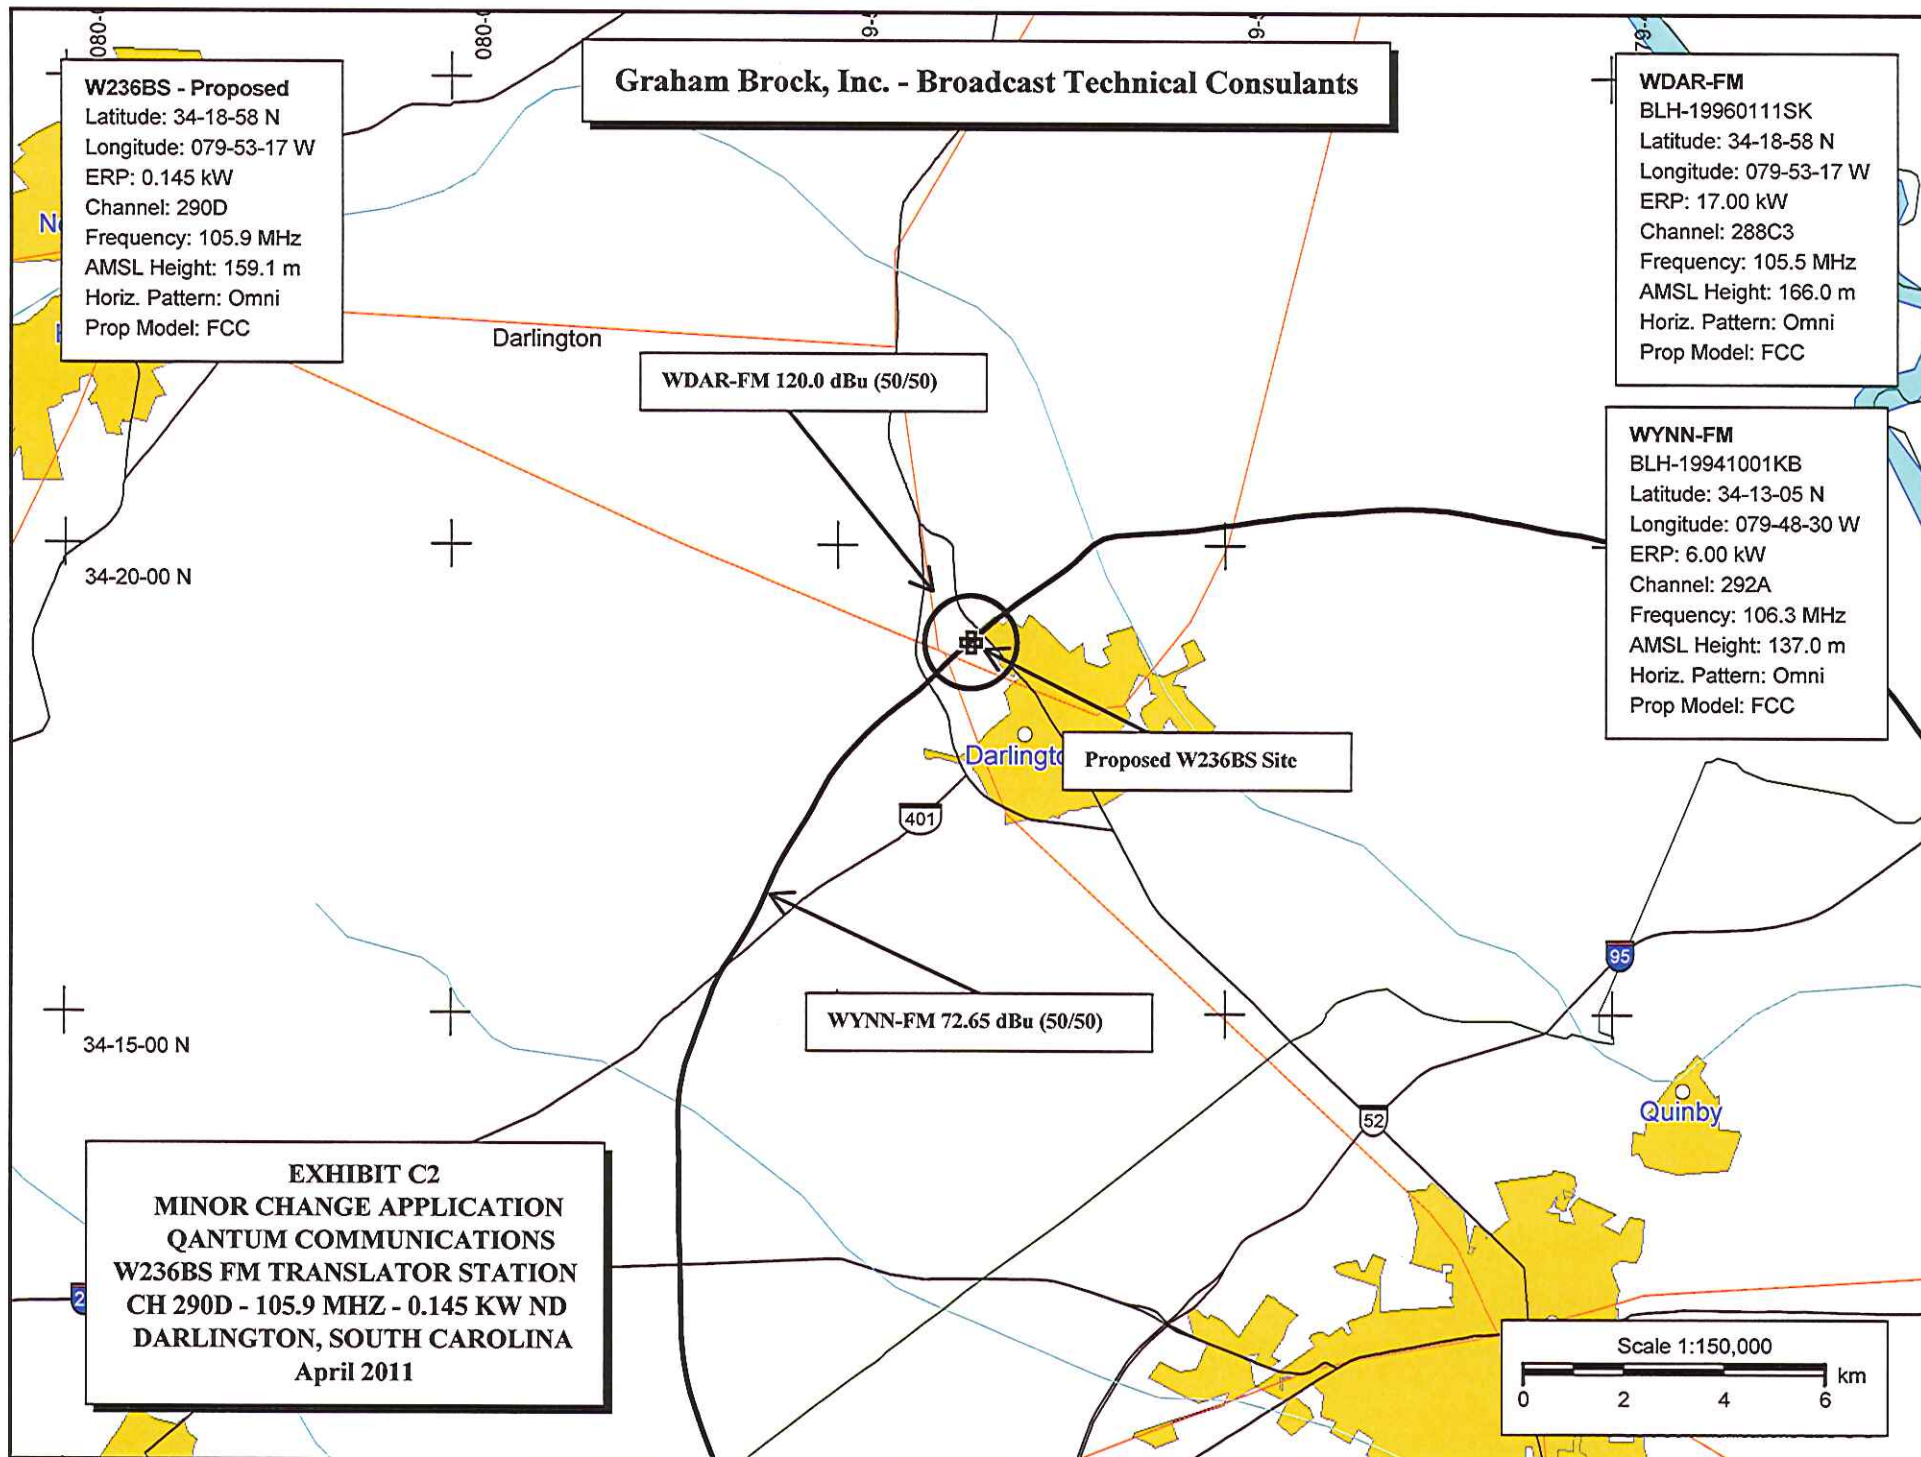 Graham Brock, Inc. - Broadcast Technical Consulants
W236BS - Proposed
Latitude: 34-18-58 N
Longitude: 079-53-17 W
ERP: 0.145 kW
Channel: 290D
Frequency: 105.9 MHz
AMSL Height: 159.1 m
Horiz. Pattern: Omni
Prop Model: FCC
WDAR-FM
BLH-19960111SK
Latitude: 34-18-58 N
Longitude: 079-53-17 W
ERP: 17.00 kW
Channel: 288C3
Frequency: 105.5 MHz
AMSL Height: 166.0 m
Horiz. Pattern: Omni
Prop Model: FCC
Darlington
WDAR-FM 120.0 dBu (50/50)
WYNN-FM
BLH-19941001KB
Latitude: 34-13-05 N
Longitude: 079-48-30 W
ERP: 6.00 kW
Channel: 292A
Frequency: 106.3 MHz
AMSL Height: 137.0 m
Horiz. Pattern: Omni
Prop Model: FCC
34-20-00 N
Proposed W236BS Site
401
95
WYNN-FM 72.65 dBu (50/50)
34-15-00 N
52
Quinby
EXHIBIT C2
MINOR CHANGE APPLICATION
QANTUM COMMUNICATIONS
W236BS FM TRANSLATOR STATION
CH 290D - 105.9 MHZ - 0.145 KW ND
DARLINGTON, SOUTH CAROLINA
April 2011
Scale 1:150,000
km
0 2 4 6